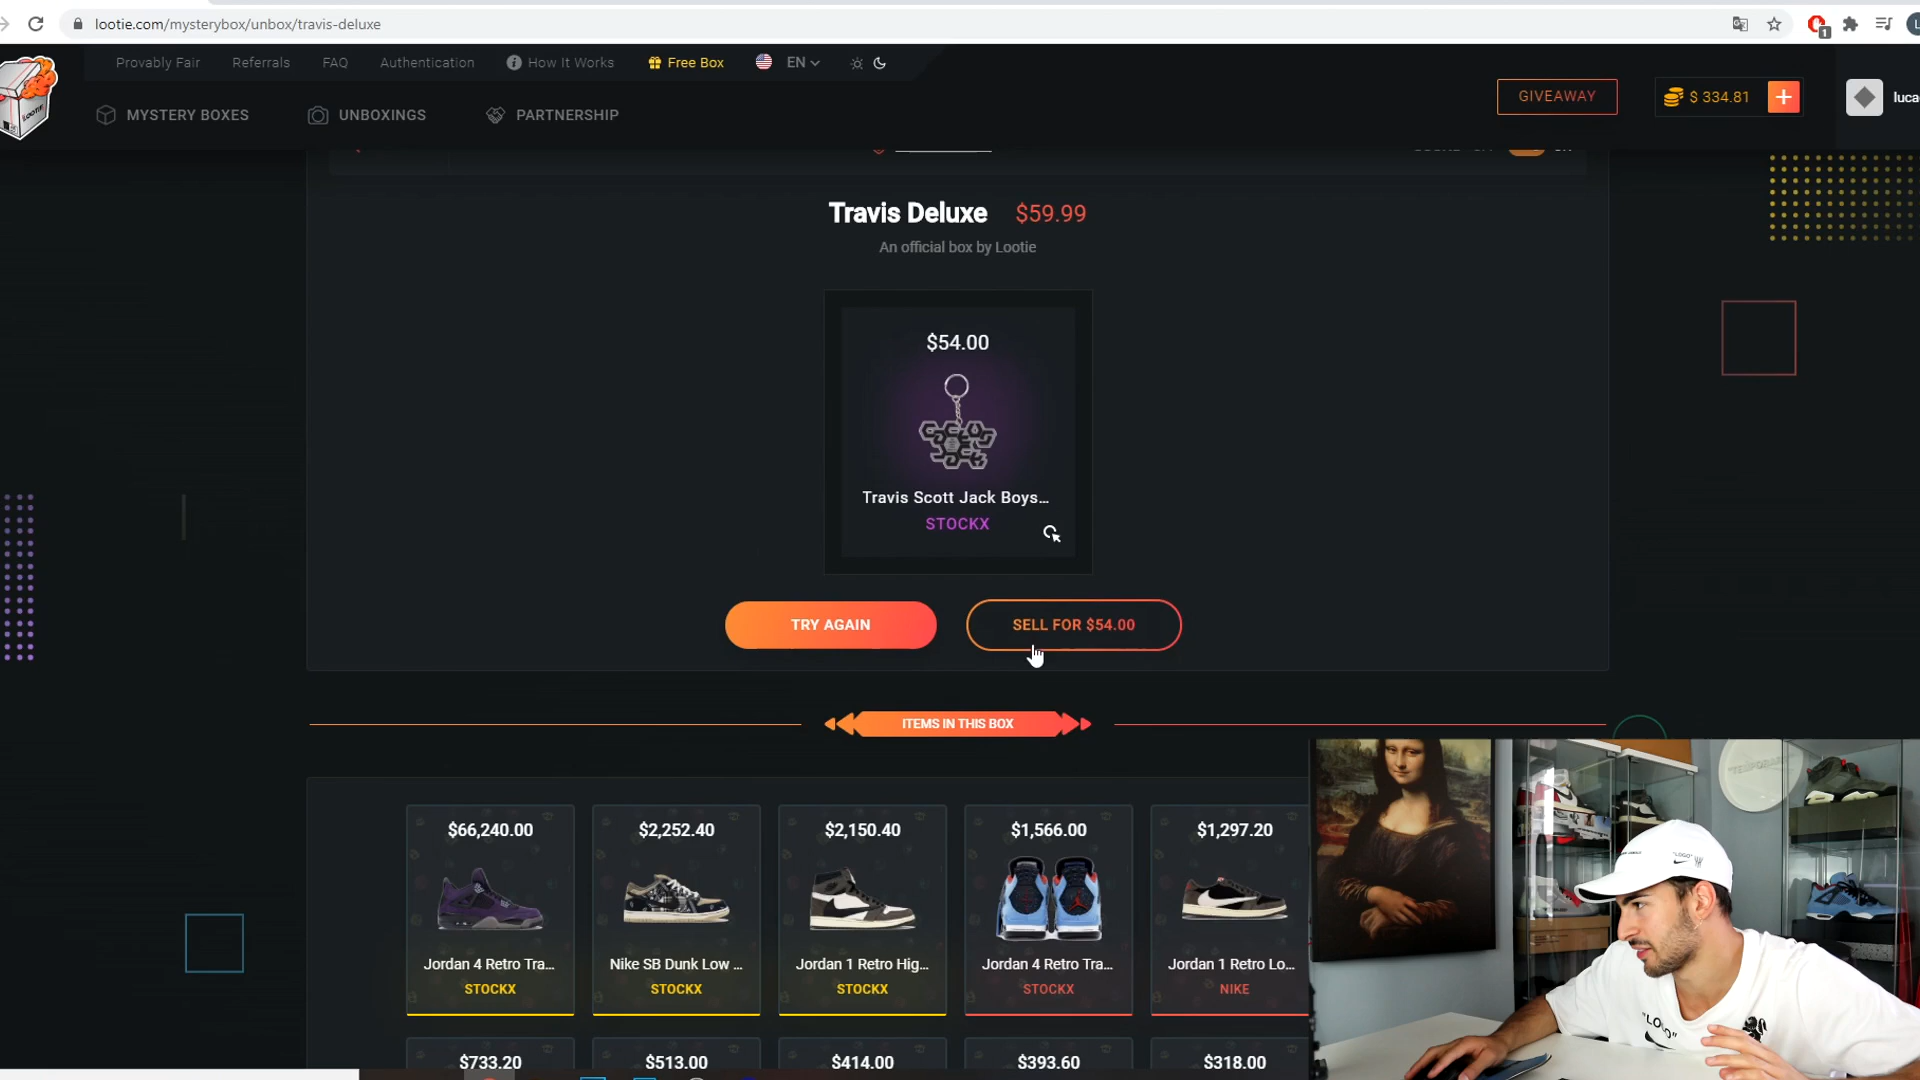 lootie.com/mysterybox/unbox/travis-deluxe
1
Provably Fair
Referrals
FAQ
Authentication
How It Works
Free Box
EN
MYSTERY BOXES
UNBOXINGS
PARTNERSHIP
GIVEAWAY
$ 334.81
luca
Travis Deluxe $59.99
An official box by Lootie
$54.00
Travis Scott Jack Boys...
STOCKX
TRY AGAIN
SELL FOR $54.00
ITEMS IN THIS BOX
$66,240.00
Jordan 4 Retro Tra...
STOCKX
$2,252.40
Nike SB Dunk Low ...
STOCKX
$2,150.40
Jordan 1 Retro Hig...
STOCKX
$1,566.00
Jordan 4 Retro Tra...
STOCKX
$1,297.20
Jordan 1 Retro Lo...
NIKE
$733.20
$513.00
$414.00
$393.60
$318.00
"LOGO"